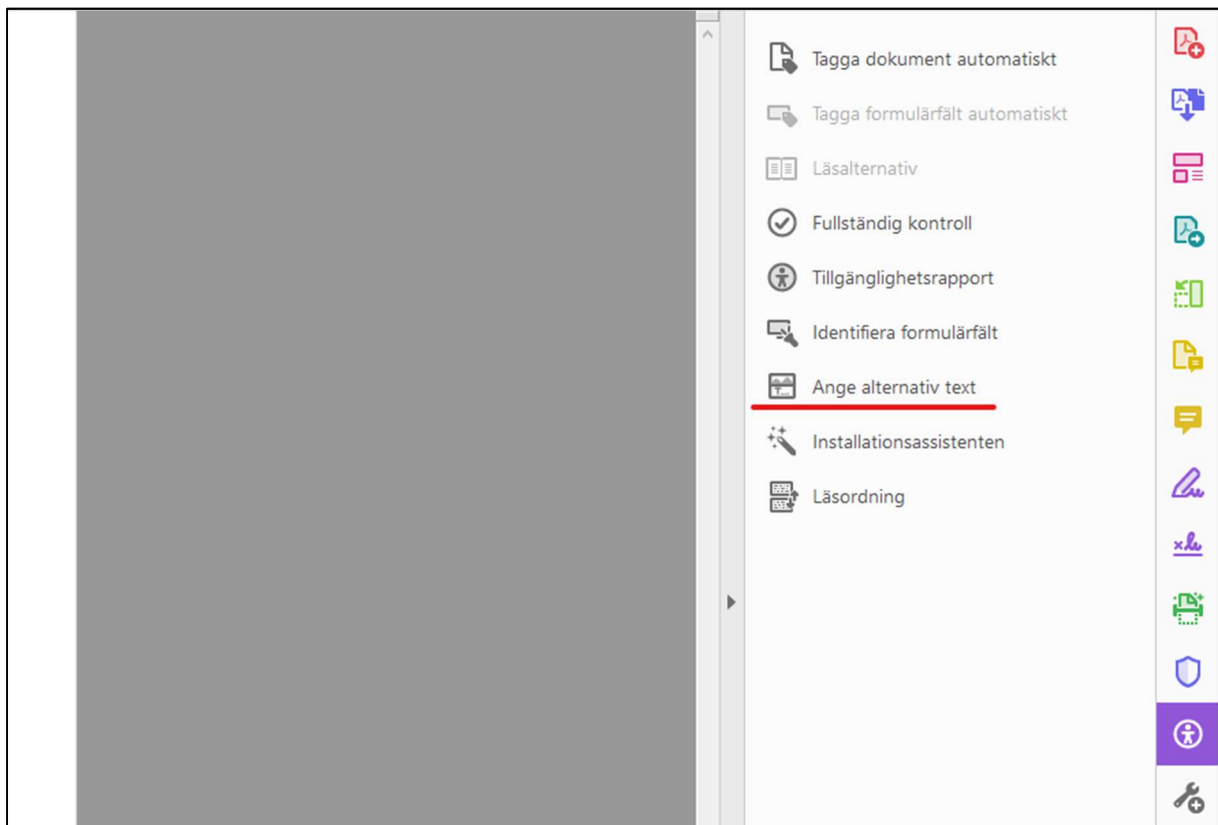 Tagga dokument automatiskt
Tagga formulärfält automatiskt
Läsalternativ
Fullständig kontroll
Tillgänglighetsrapport
Identifiera formulärfält
Ange alternativ text
Installationsassistenten
Läsordning